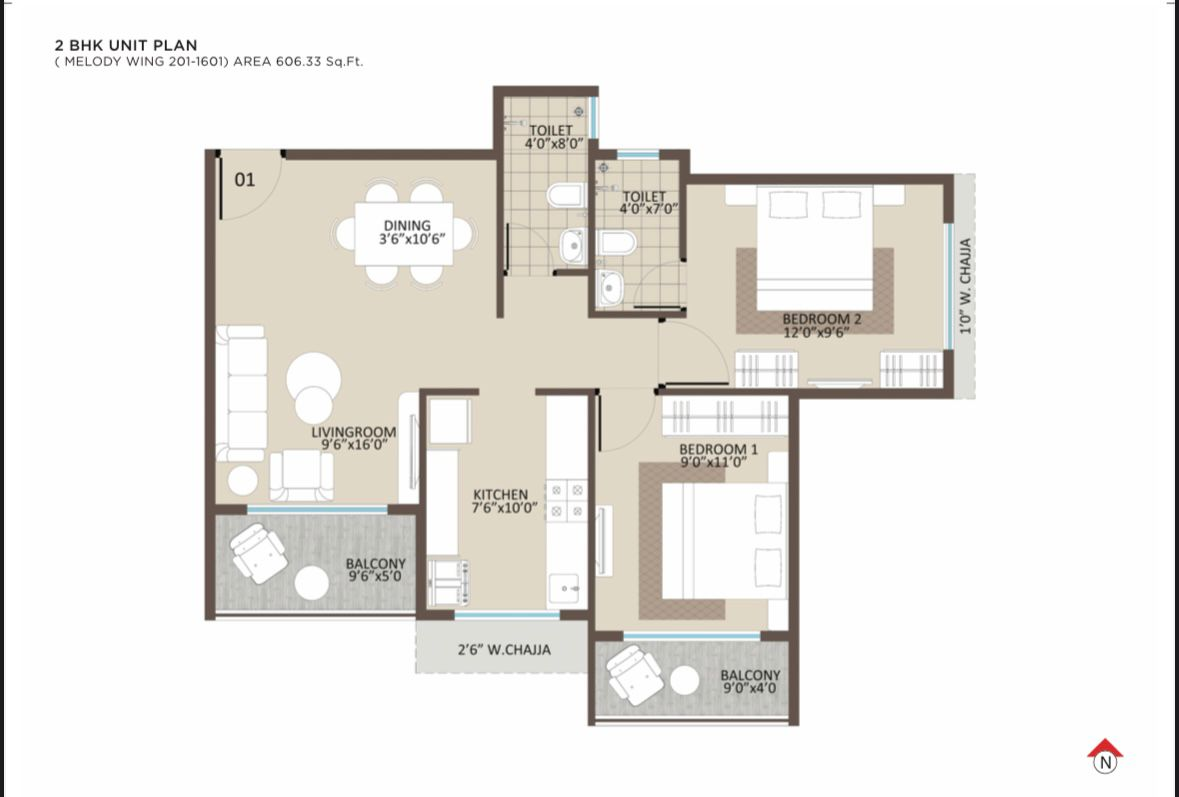 2 BHK UNIT PLAN
( MELODY WING 201-1601) AREA 606.33 Sq.Ft.
TOILET
4'0"x8'0"
01
TOILET
4'0"x7'0"
DINING
3'6"x10'6"
1'0" W. CHAJJA
BEDROOM 2
12'0"x9'6"
LIVINGROOM
9'6"x16'0"
BEDROOM 1
9'0"x11'0"
KITCHEN
7'6"x10'0"
BALCONY
9'6"x5'0
2'6" W.CHAJJA
BALCONY
9'0"x4'0
N